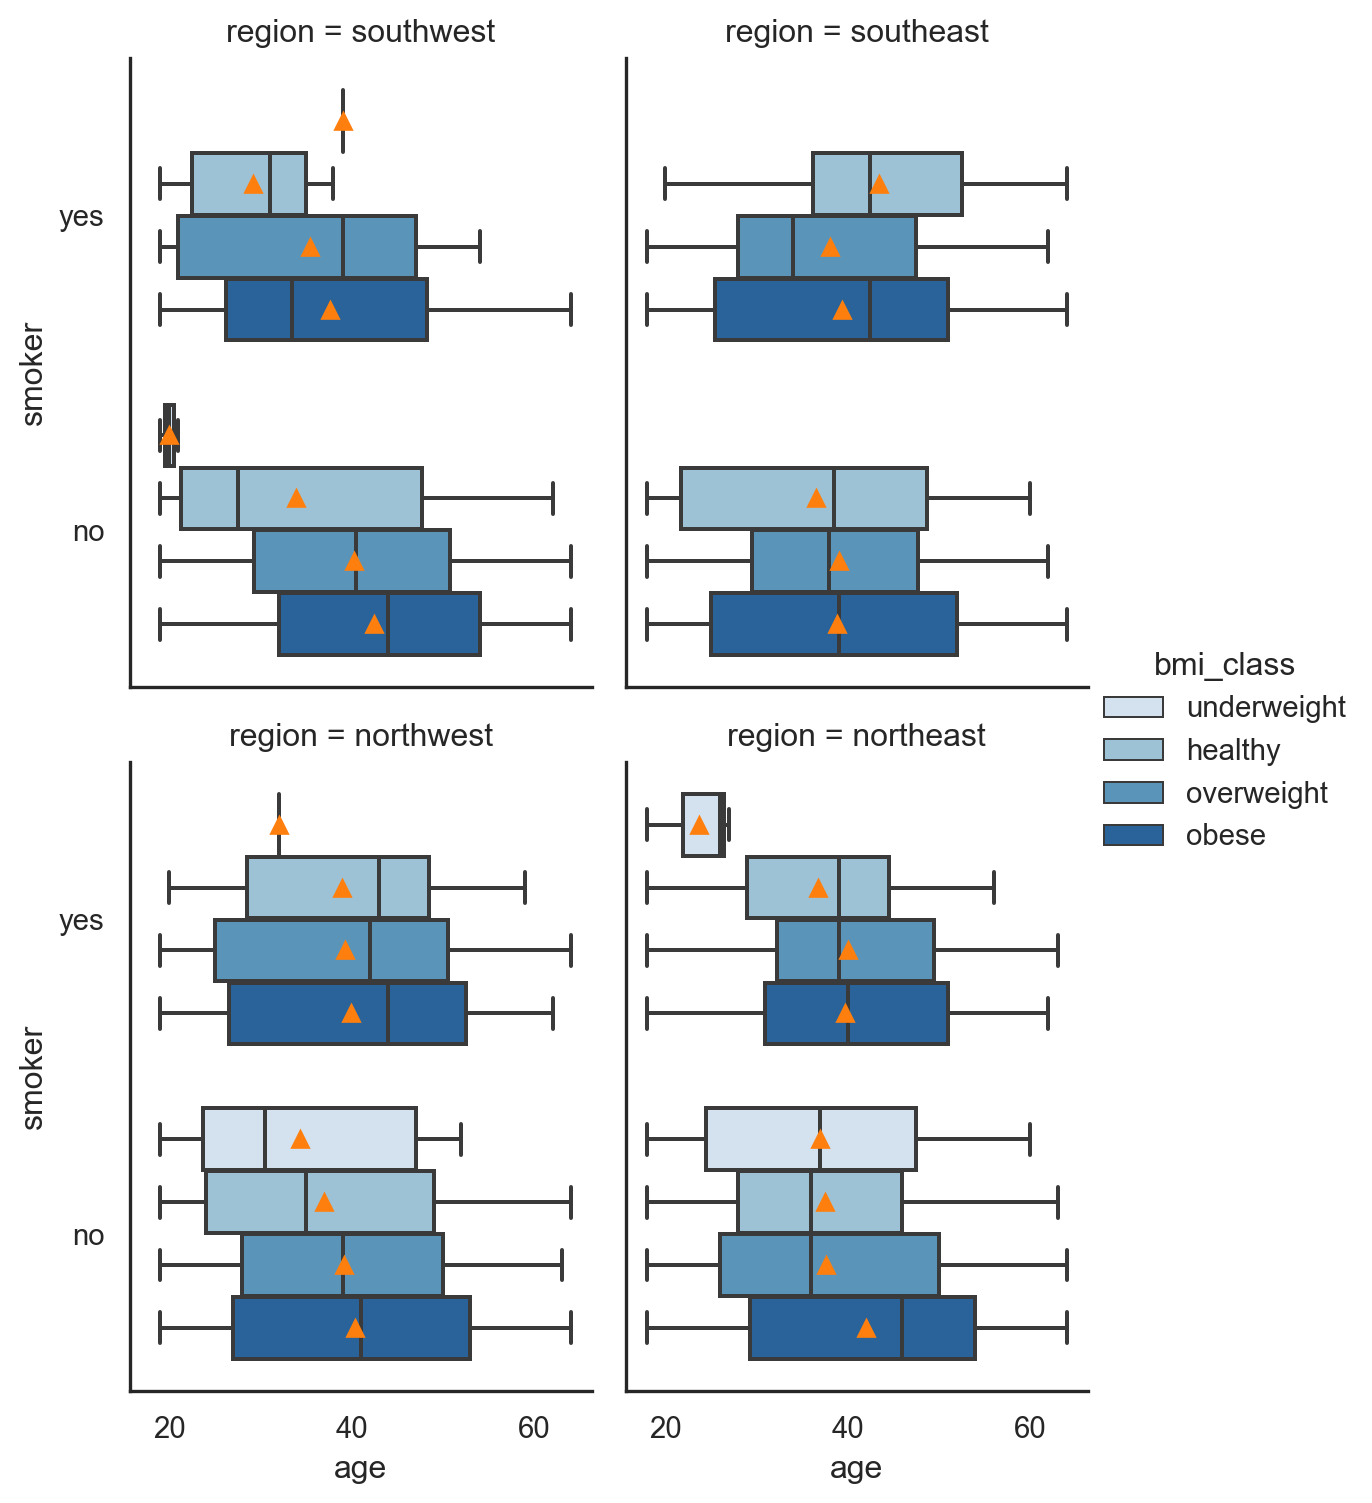 region = southwest
region = southeast
yes
smoker
no
bmi_class
underweight
healthy
overweight
obese
region = northwest
region = northeast
yes
smoker
no
20 40 60
20 40 60
age
age